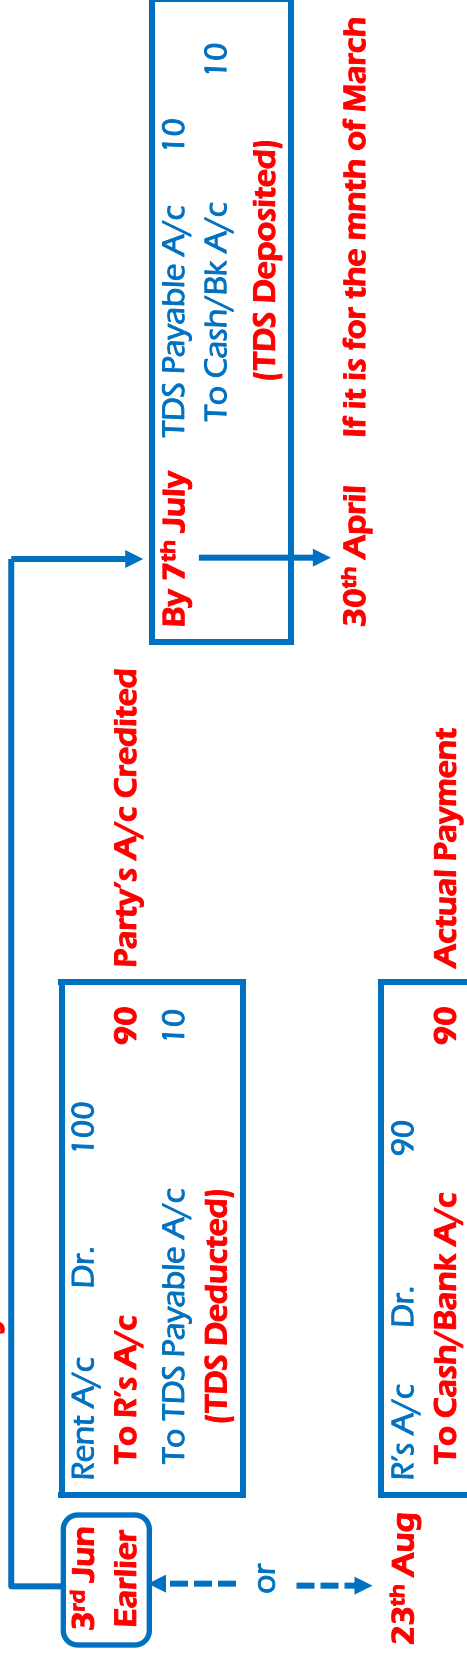 3rd Jun
Earlier
Rent A/c Dr. 100
To R's A/c 90
To TDS Payable A/c 10
(TDS Deducted)
Party's A/c Credited
By 7th July TDS Payable A/c 10
To Cash/Bk A/c 10
(TDS Deposited)
30th April If it is for the mnth of March
or
23th Aug
R's A/c Dr. 90
To Cash/Bank A/c 90
Actual Payment